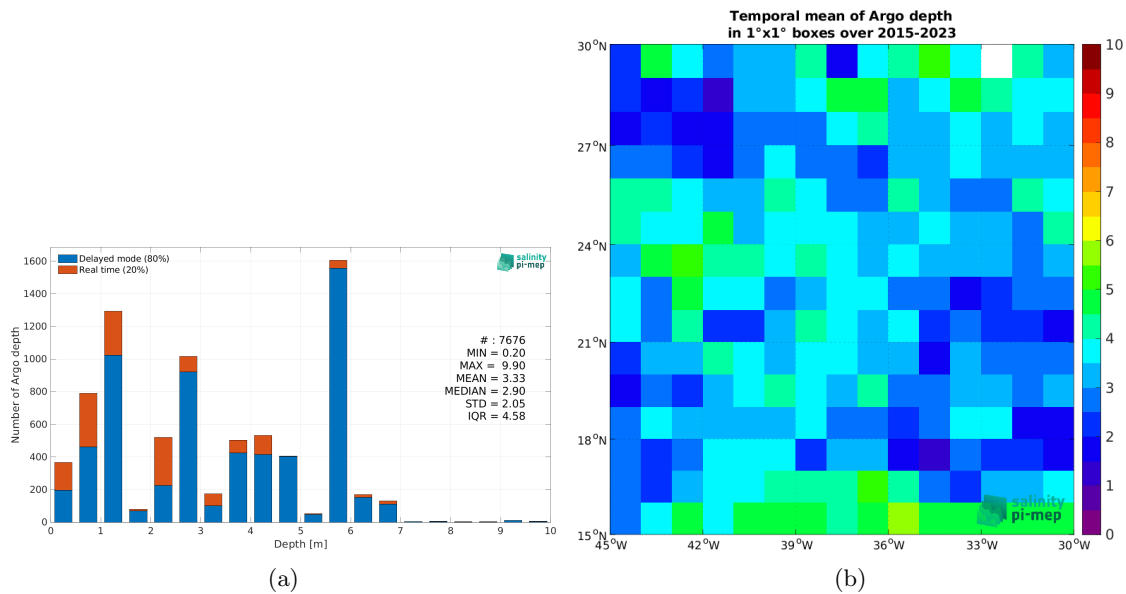 Delayed mode (80%)
Real time (20%)
salinity
pi-mep
1600
1400
1200
1000
800
600
400
200
0
Number of Argo depth
# : 7676
MIN = 0.20
MAX = 9.90
MEAN = 3.33
MEDIAN = 2.90
STD = 2.05
IQR = 4.58
0 1 2 3 4 5 6 7 8 9 10
Depth [m]
(a)
Temporal mean of Argo depth
in 1°x1° boxes over 2015-2023
30°N
27°N
24°N
21°N
18°N
15°N
45°W 42°W 39°W 36°W 33°W 30°W
salinity
pi-mep
10
9
8
7
6
5
4
3
2
1
0
(b)